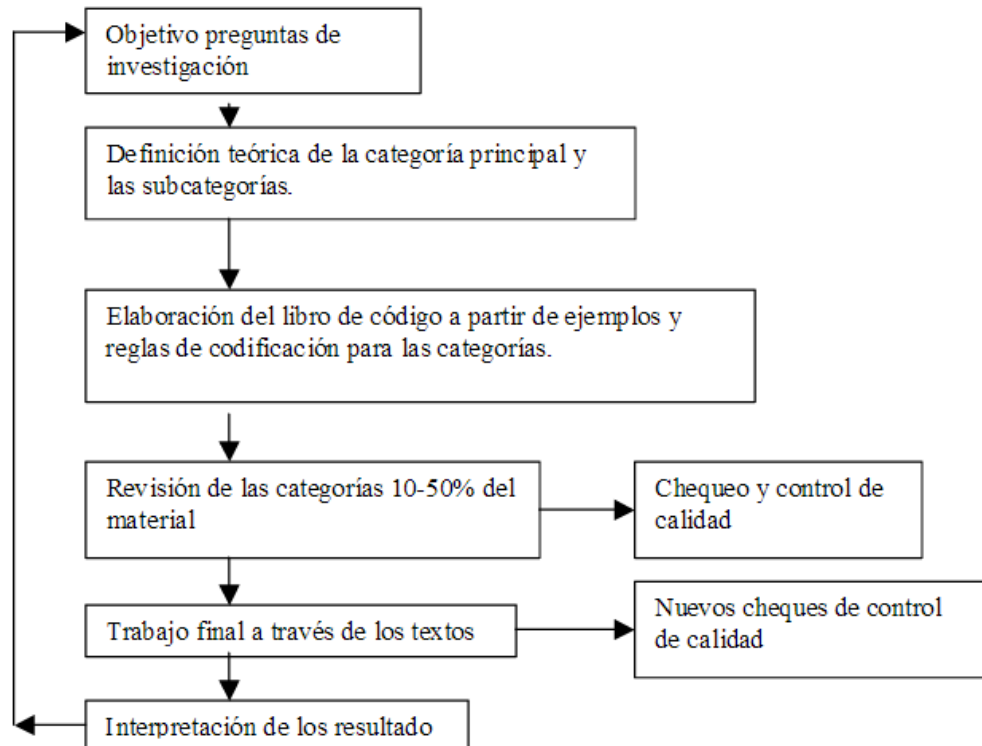 Objetivo preguntas de
investigación
Definición teórica de la categoría principal y
las subcategorías.
Elaboración del libro de código a partir de ejemplos y
reglas de codificación para las categorías.
Revisión de las categorías 10-50% del
material
Chequeo y control de
calidad
Trabajo final a través de los textos
Nuevos cheques de control
de calidad
Interpretación de los resultado